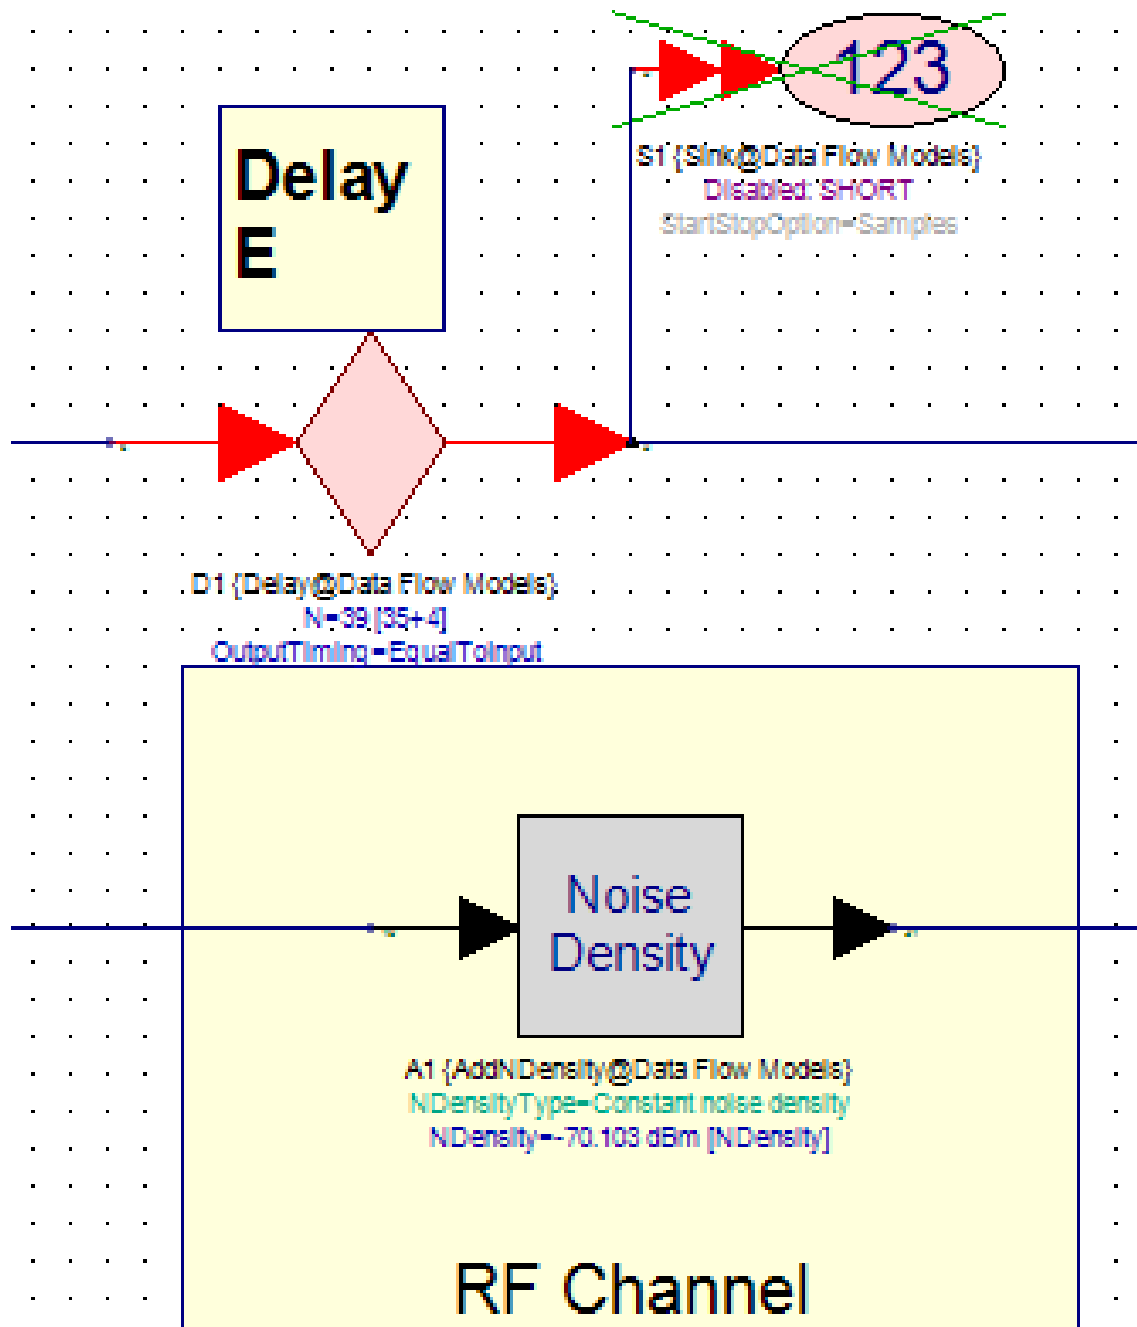 123
S1 {Sink@Data Flow Models}
Disabled: SHORT
StartStopOption=Samples
Delay
E
D1 {Delay@Data Flow Models}
N=39 [35+4]
OutputTiming=EqualToInput
Noise
Density
A1 {AddNDensity@Data Flow Models}
NDensityType=Constant noise density
NDensity=-70.103 dBm [NDensity]
RF Channel